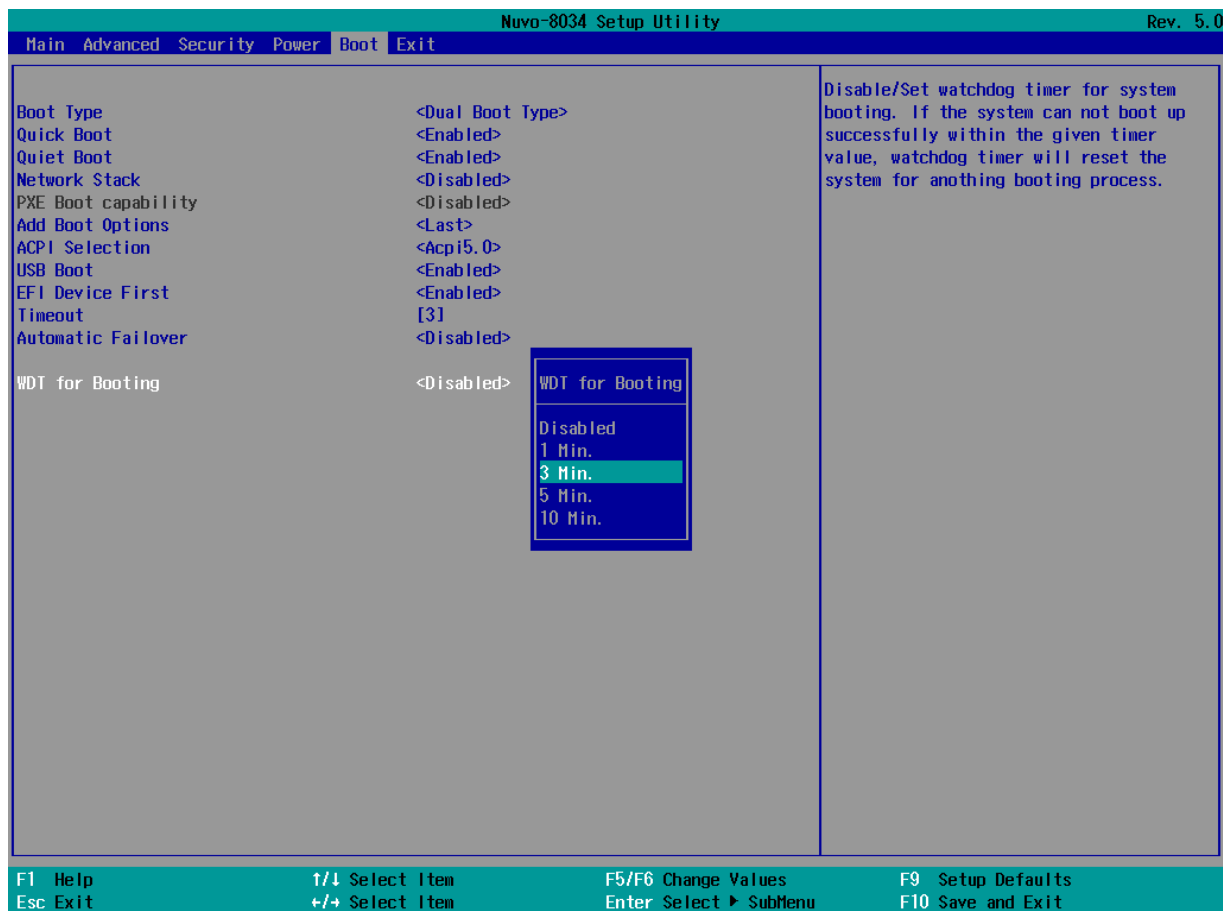 Nuvo-8034 Setup Utility Rev. 5.0
Main Advanced Security Power Boot Exit
Boot Type <Dual Boot Type>
Quick Boot <Enabled>
Quiet Boot <Enabled>
Network Stack <Disabled>
PXE Boot capability <Disabled>
Add Boot Options <Last>
ACPI Selection <Acpi5.0>
USB Boot <Enabled>
EFI Device First <Enabled>
Timeout [3]
Automatic Failover <Disabled>
WDT for Booting <Disabled>
WDT for Booting
Disabled
1 Min.
3 Min.
5 Min.
10 Min.
Disable/Set watchdog timer for system
booting. If the system can not boot up
successfully within the given timer
value, watchdog timer will reset the
system for anothing booting process.
F1 Help ↑/↓ Select Item F5/F6 Change Values F9 Setup Defaults
Esc Exit ←/→ Select Item Enter Select ▶ SubMenu F10 Save and Exit